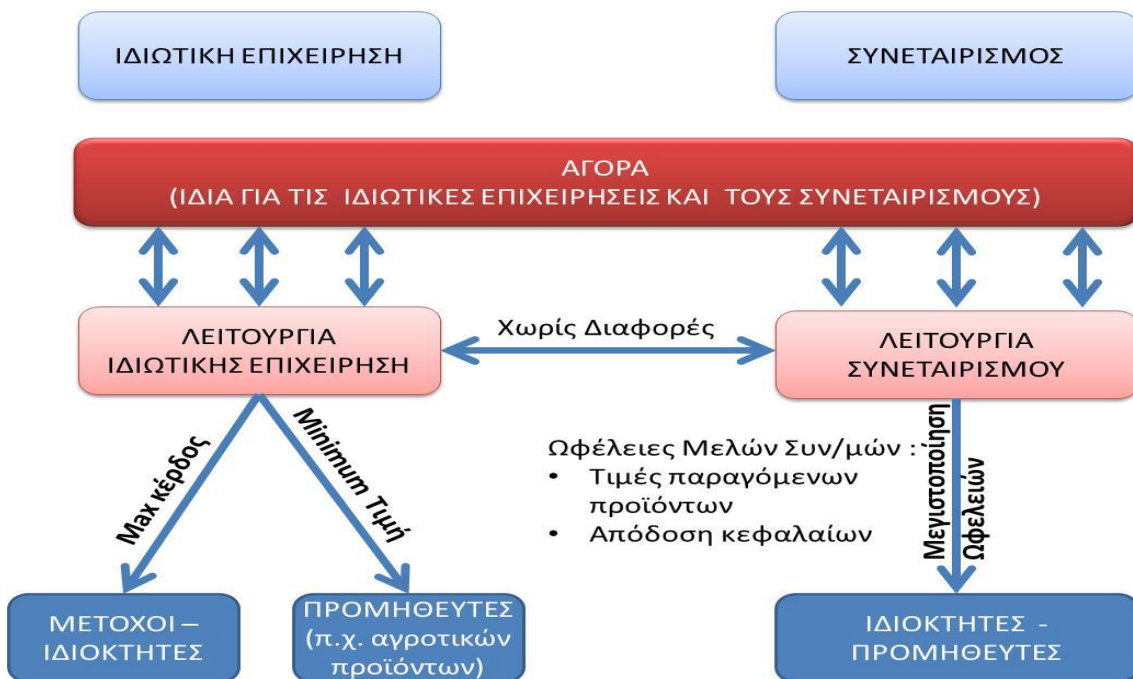 ΙΔΙΩΤΙΚΗ ΕΠΙΧΕΙΡΗΣΗ
ΣΥΝΕΤΑΙΡΙΣΜΟΣ
ΑΓΟΡΑ
(ΙΔΙΑ ΓΙΑ ΤΙΣ ΙΔΙΩΤΙΚΕΣ ΕΠΙΧΕΙΡΗΣΕΙΣ ΚΑΙ ΤΟΥΣ ΣΥΝΕΤΑΙΡΙΣΜΟΥΣ)
ΛΕΙΤΟΥΡΓΙΑ
ΙΔΙΩΤΙΚΗΣ ΕΠΙΧΕΙΡΗΣΗ
Χωρίς Διαφορές
ΛΕΙΤΟΥΡΓΙΑ
ΣΥΝΕΤΑΙΡΙΣΜΟΥ
Max κέρδος
Minimum Τιμή
Ωφέλειες Μελών Συν/μών :
• Τιμές παραγόμενων
προϊόντων
• Απόδοση κεφαλαίων
Μεγιστοποίηση
Ωφελειών
ΜΕΤΟΧΟΙ –
ΙΔΙΟΚΤΗΤΕΣ
ΠΡΟΜΗΘΕΥΤΕΣ
(π.χ. αγροτικών
προϊόντων)
ΙΔΙΟΚΤΗΤΕΣ -
ΠΡΟΜΗΘΕΥΤΕΣ